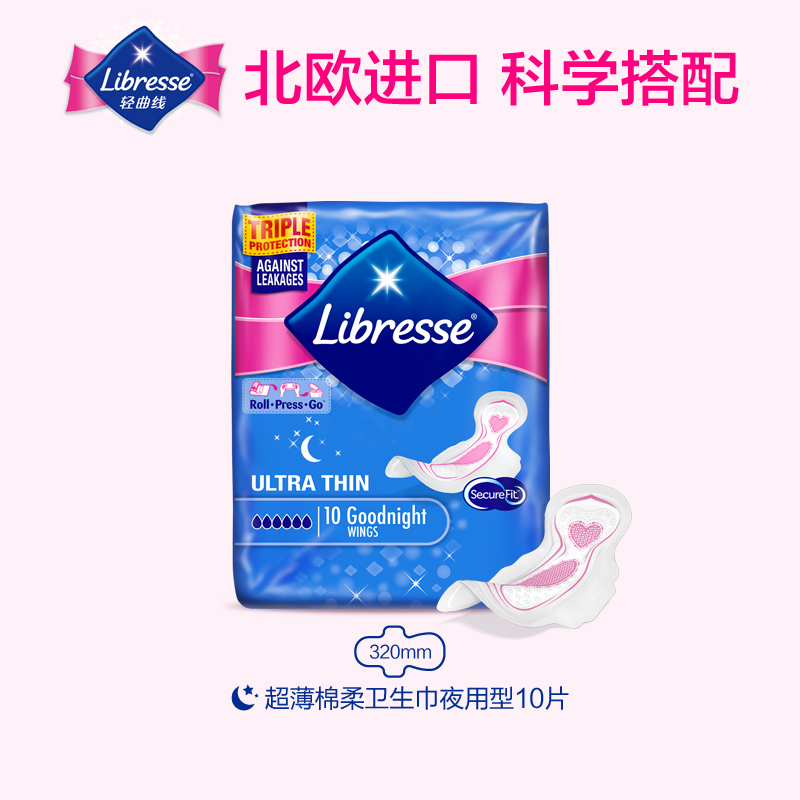 Libresse®
轻曲线
北欧进口 科学搭配
TRIPLE
PROTECTION
AGAINST
LEAKAGES
Libresse®
Roll•Press•Go™
ULTRA THIN
SecureFit™
10 Goodnight
WINGS
320mm
超薄棉柔卫生巾夜用型10片